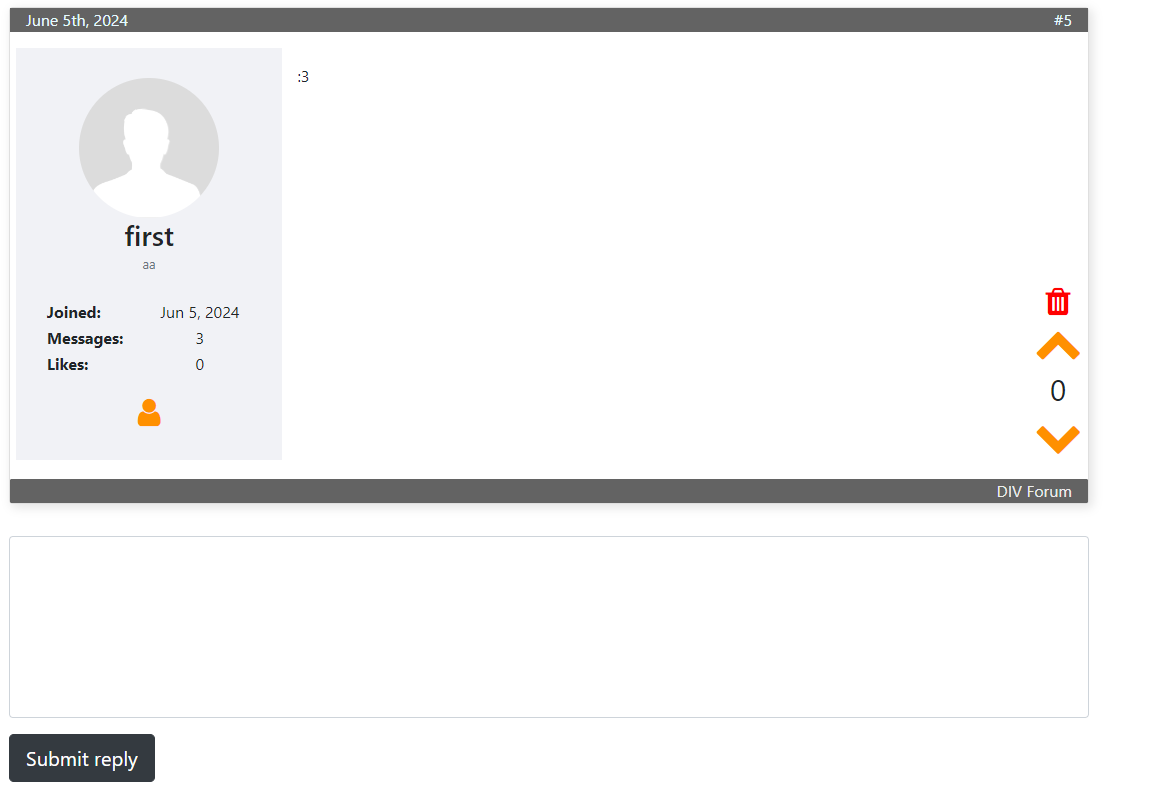 June 5th, 2024 #5
:3
first
aa
Joined: Jun 5, 2024
Messages: 3
Likes: 0
0
DIV Forum
Submit reply